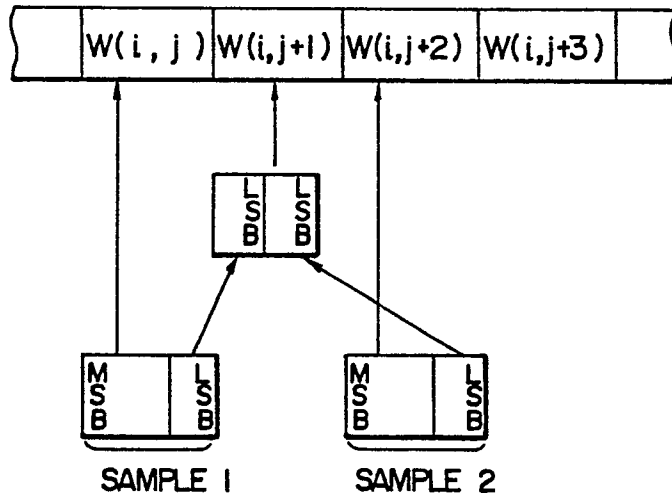 W(i,j) W(i,j+1) W(i,j+2) W(i,j+3)
LSB LSB
MSB LSB MSB LSB
SAMPLE 1 SAMPLE 2